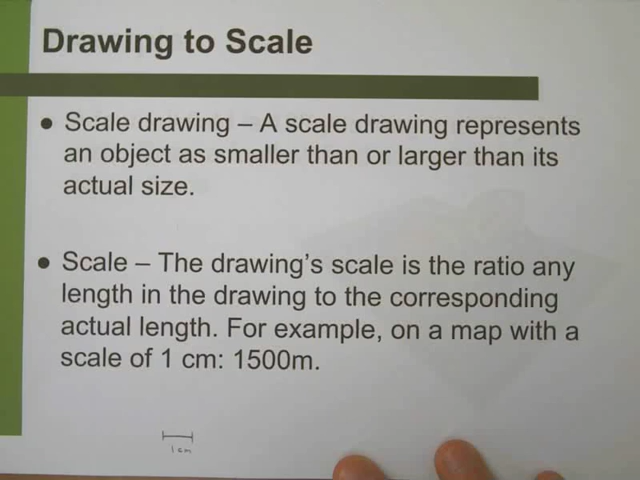 Drawing to Scale
● Scale drawing – A scale drawing represents
an object as smaller than or larger than its
actual size.
● Scale – The drawing's scale is the ratio any
length in the drawing to the corresponding
actual length. For example, on a map with a
scale of 1 cm: 1500m.
1cm